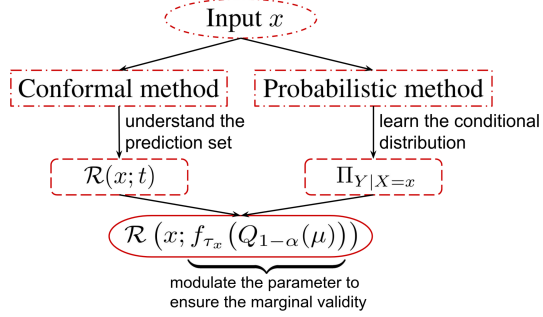 Input x
Conformal method
Probabilistic method
understand the
prediction set
learn the conditional
distribution
ℛ(x; t)
Π_{Y|X=x}
ℛ (x; f_{τ_x}(Q_{1−α}(μ)))
modulate the parameter to
ensure the marginal validity